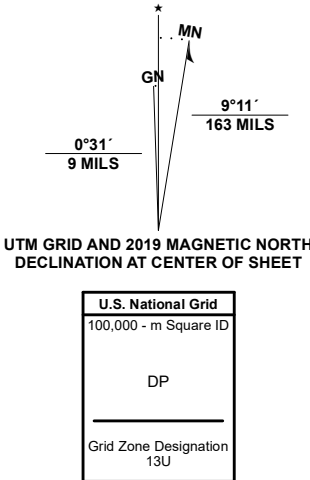 ★
MN
GN
9°11´
163 MILS
0°31´
9 MILS
UTM GRID AND 2019 MAGNETIC NORTH
DECLINATION AT CENTER OF SHEET
U.S. National Grid
100,000 - m Square ID
DP
Grid Zone Designation
13U